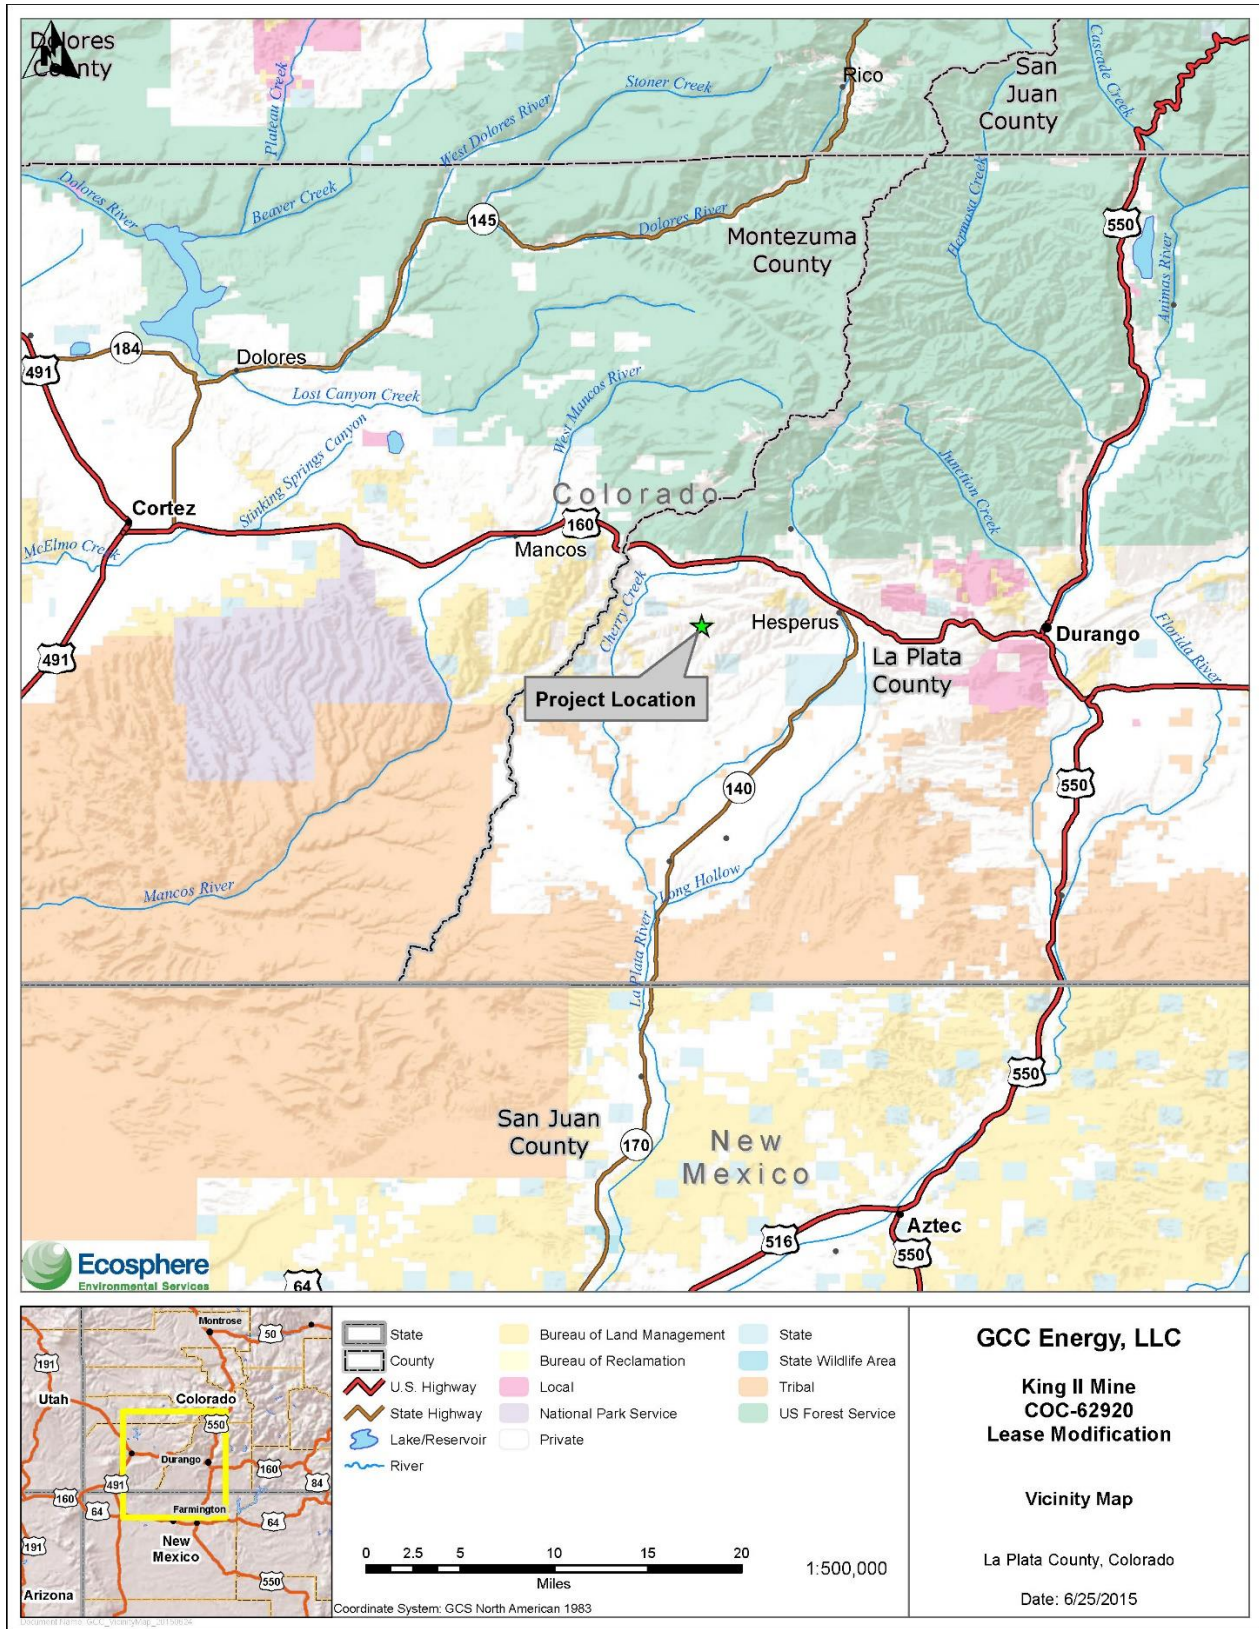 Dolores
County
N
Plateau Creek
West Dolores River
Stoner Creek
Rico
San
Juan
County
Cascade Creek
Dolores River
Beaver Creek
145
Dolores River
Montezuma
County
Hermosa Creek
550
Animas River
184
491
Dolores
Lost Canyon Creek
West Mancos River
Stinking Springs Canyon
Junction Creek
Colorado
Cortez
160
McElmo Creek
Mancos
Cherry Creek
Hesperus
Durango
Florida River
491
La Plata
County
Project Location
140
550
Mancos River
Long Hollow
La Plata River
550
San Juan
County
170
New
Mexico
516
Aztec
550
64
Ecosphere
Environmental Services
Montrose
50
191
Utah
Colorado
550
Durango
491
160
84
160
64
Farmington
64
New
Mexico
191
550
Arizona
State
County
U.S. Highway
State Highway
Lake/Reservoir
River
Bureau of Land Management
Bureau of Reclamation
Local
National Park Service
Private
State
State Wildlife Area
Tribal
US Forest Service
0 2.5 5 10 15 20
Miles
1:500,000
Coordinate System: GCS North American 1983
GCC Energy, LLC
King II Mine
COC-62920
Lease Modification
Vicinity Map
La Plata County, Colorado
Date: 6/25/2015